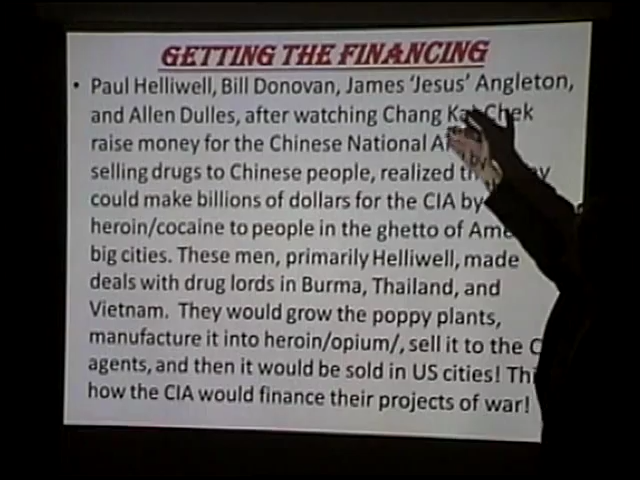 GETTING THE FINANCING
• Paul Helliwell, Bill Donovan, James 'Jesus' Angleton,
and Allen Dulles, after watching Chang Chek
raise money for the Chinese National
selling drugs to Chinese people, realized
could make billions of dollars for the CIA by
heroin/cocaine to people in the ghetto of
big cities. These men, primarily Helliwell, made
deals with drug lords in Burma, Thailand, and
Vietnam. They would grow the poppy plants,
manufacture it into heroin/opium/, sell it to the
agents, and then it would be sold in US cities!
how the CIA would finance their projects of war!